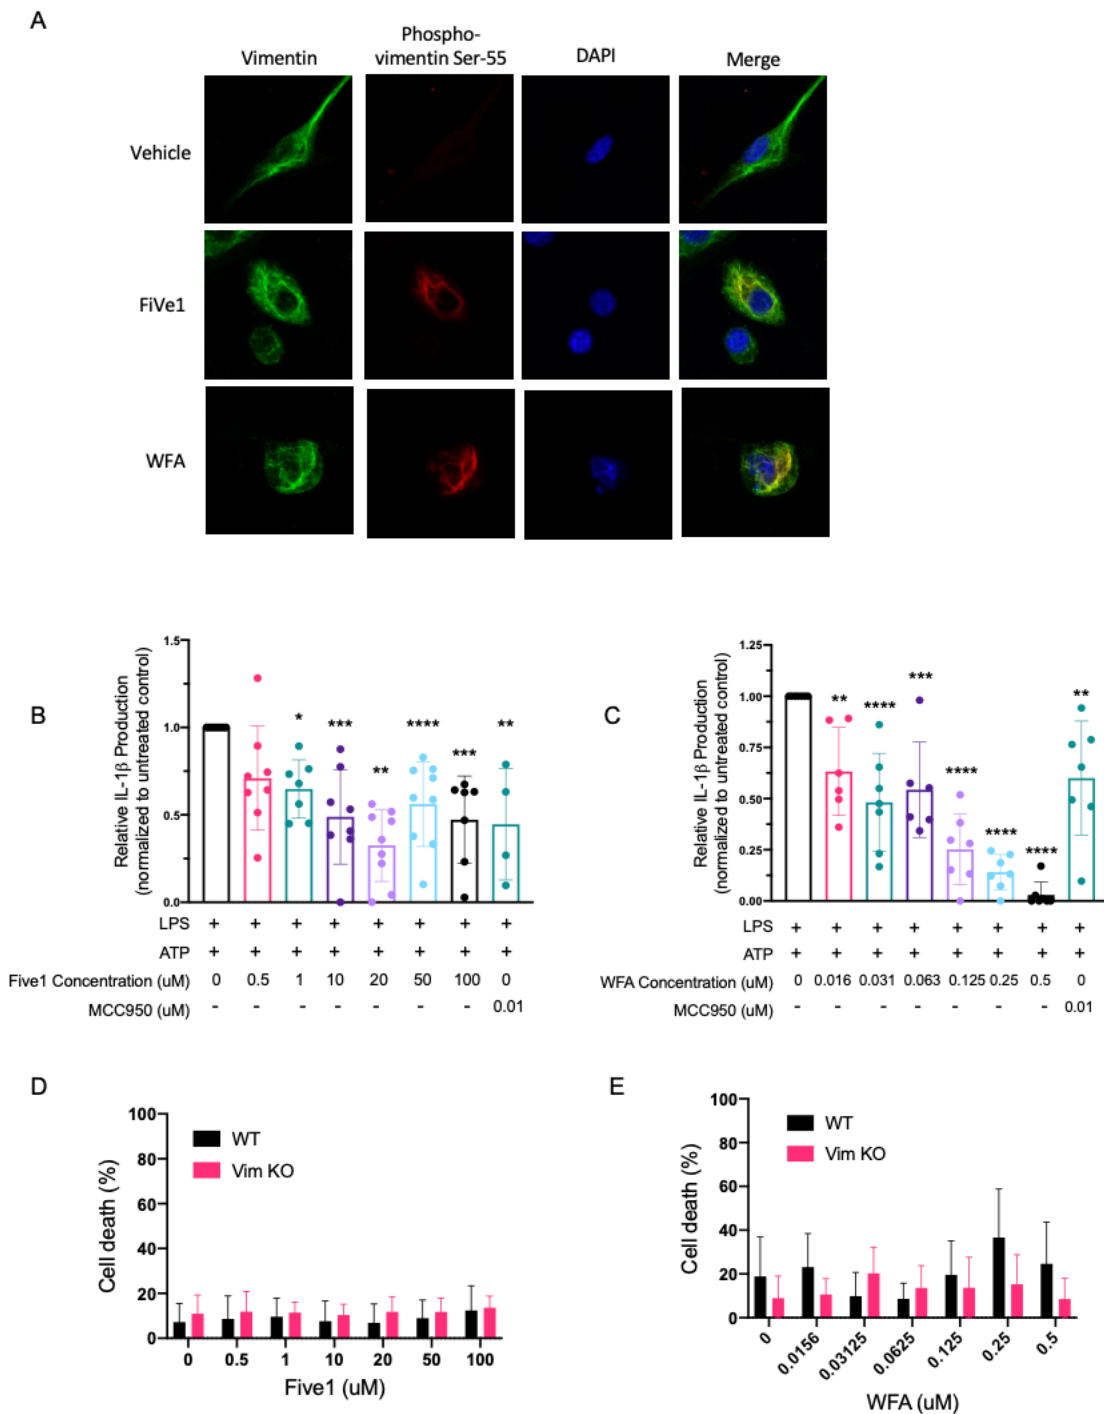 A
Vimentin
Phospho-
vimentin Ser-55
DAPI
Merge
Vehicle
FiVe1
WFA
B
Relative IL-1β Production
(normalized to untreated control)
1.5
1.0
0.5
0.0
*
***
**
****
***
**
LPS + + + + + + + +
ATP + + + + + + + +
Five1 Concentration (uM) 0 0.5 1 10 20 50 100 0
MCC950 (uM) - - - - - - - 0.01
C
Relative IL-1β Production
(normalized to untreated control)
1.25
1.00
0.75
0.50
0.25
0.00
**
****
***
****
****
****
**
LPS + + + + + + + +
ATP + + + + + + + +
WFA Concentration (uM) 0 0.016 0.031 0.063 0.125 0.25 0.5 0
MCC950 (uM) - - - - - - - 0.01
D
Cell death (%)
100
80
60
40
20
0
WT
Vim KO
0 0.5 1 10 20 50 100
Five1 (uM)
E
Cell death (%)
100
80
60
40
20
0
WT
Vim KO
0 0.0156 0.03125 0.0625 0.125 0.25 0.5
WFA (uM)